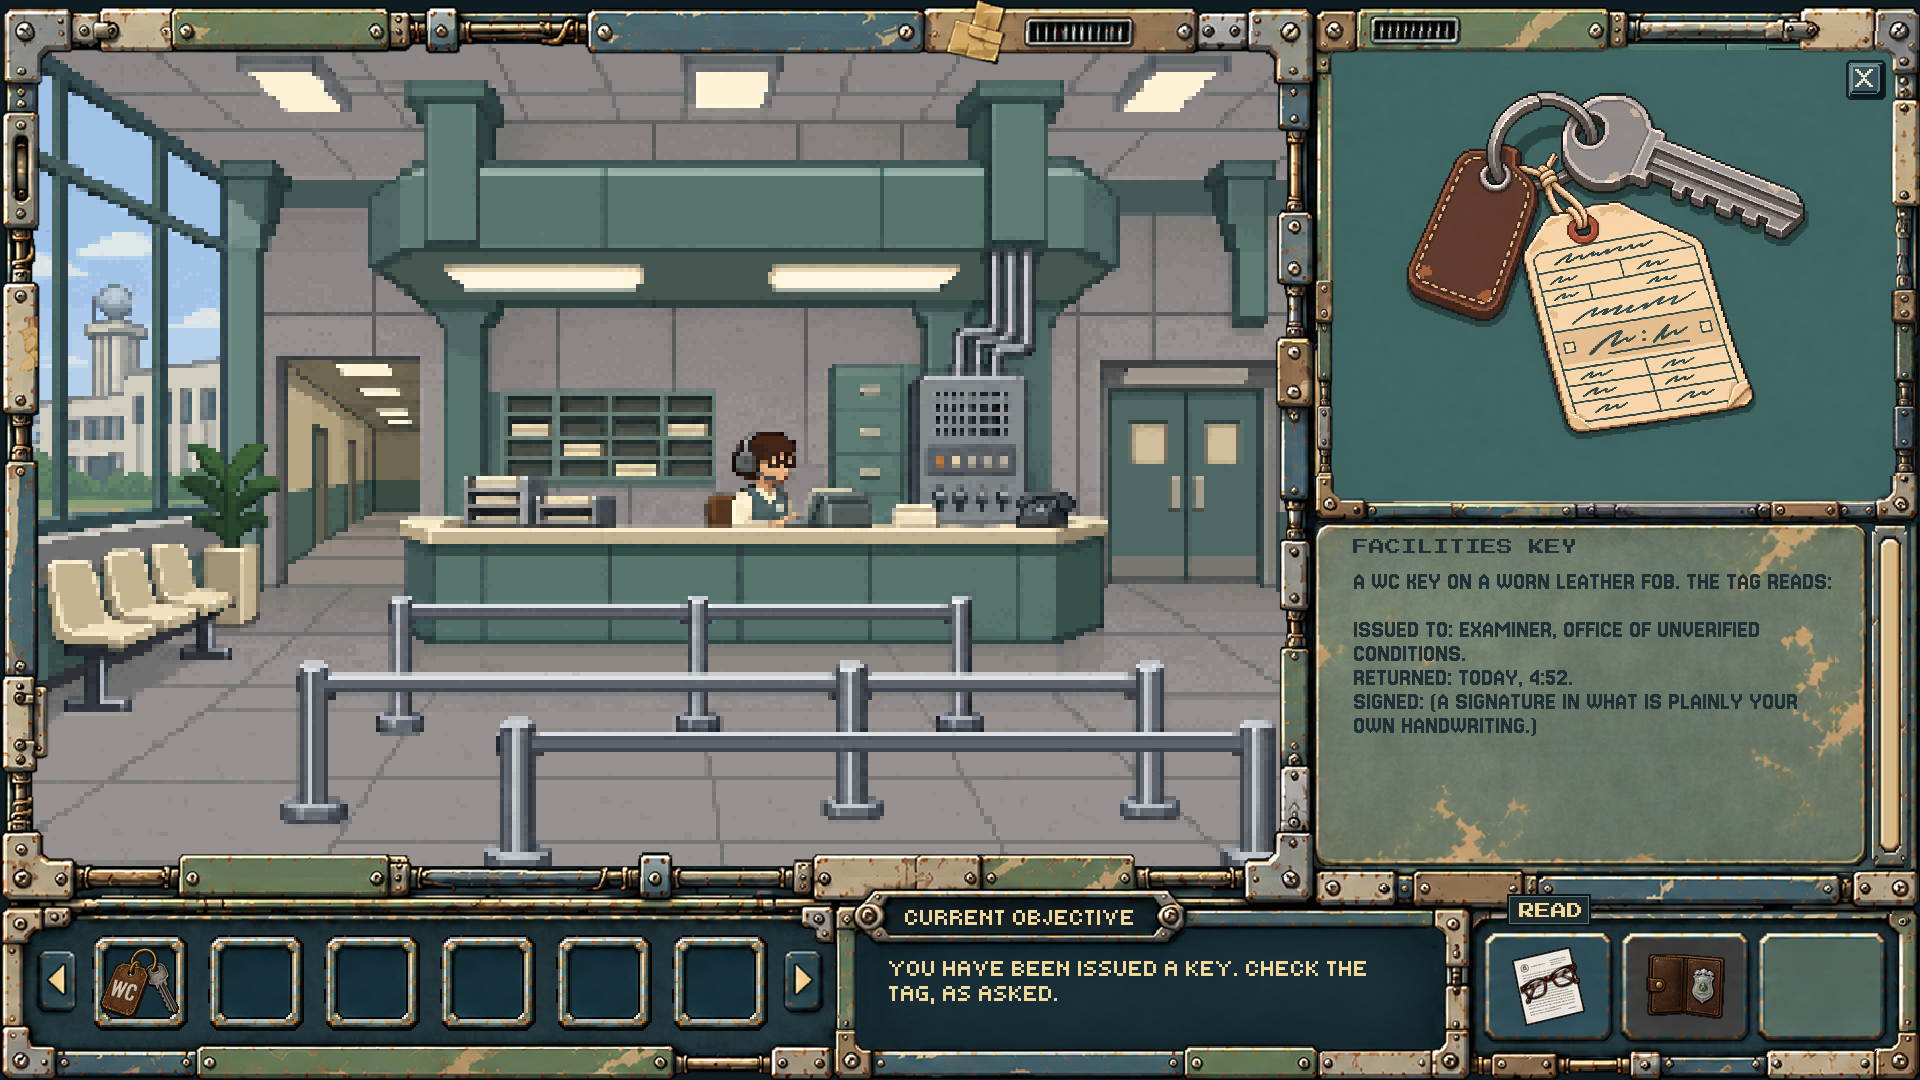 X
FACILITIES KEY
A WC KEY ON A WORN LEATHER FOB. THE TAG READS:
ISSUED TO: EXAMINER, OFFICE OF UNVERIFIED
CONDITIONS.
RETURNED: TODAY, 4:52.
SIGNED: (A SIGNATURE IN WHAT IS PLAINLY YOUR
OWN HANDWRITING.)
READ
CURRENT OBJECTIVE
YOU HAVE BEEN ISSUED A KEY. CHECK THE
TAG, AS ASKED.
WC